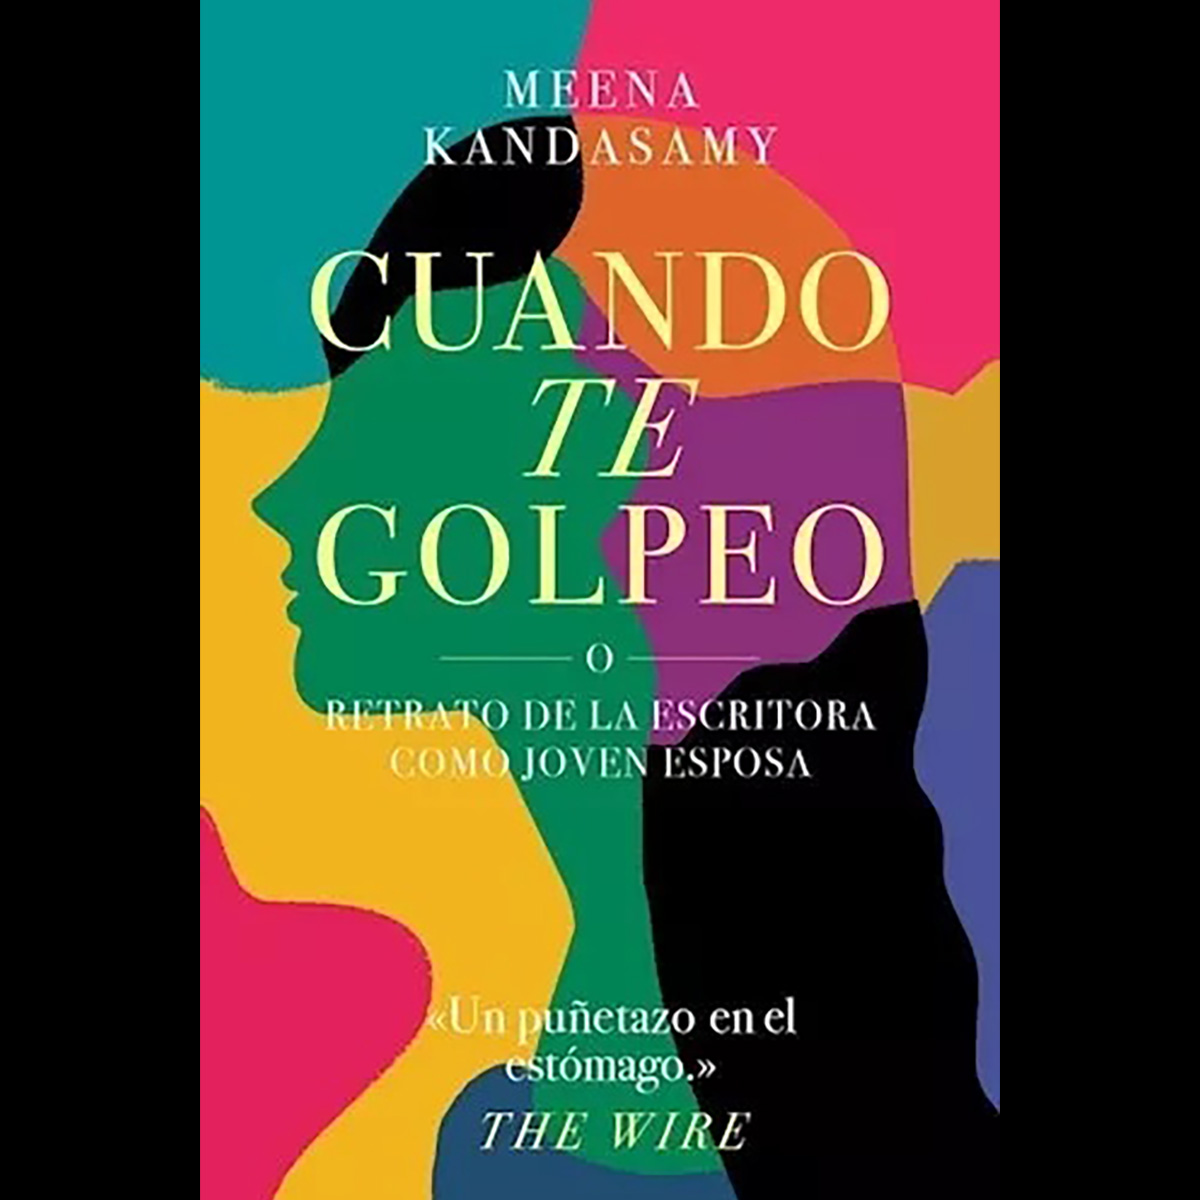 MEENA
KANDASAMY
CUANDO
TE
GOLPEO
O
RETRATO DE LA ESCRITORA
COMO JOVEN ESPOSA
«Un puñetazo en el
estómago.»
THE WIRE